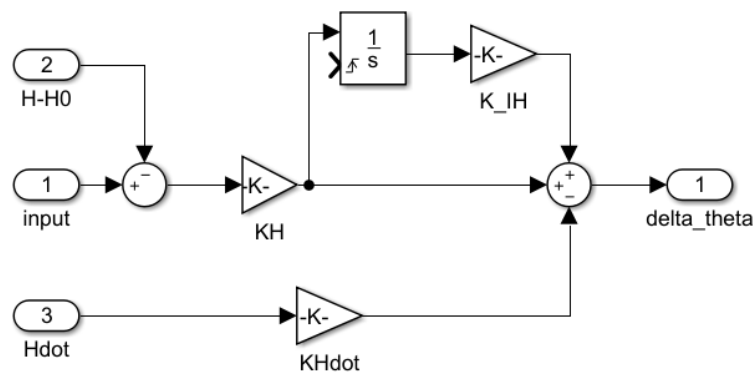 1
s
-K-
K_IH
2
H-H0
−
+
1
input
-K-
KH
+
+
−
1
delta_theta
3
Hdot
-K-
KHdot